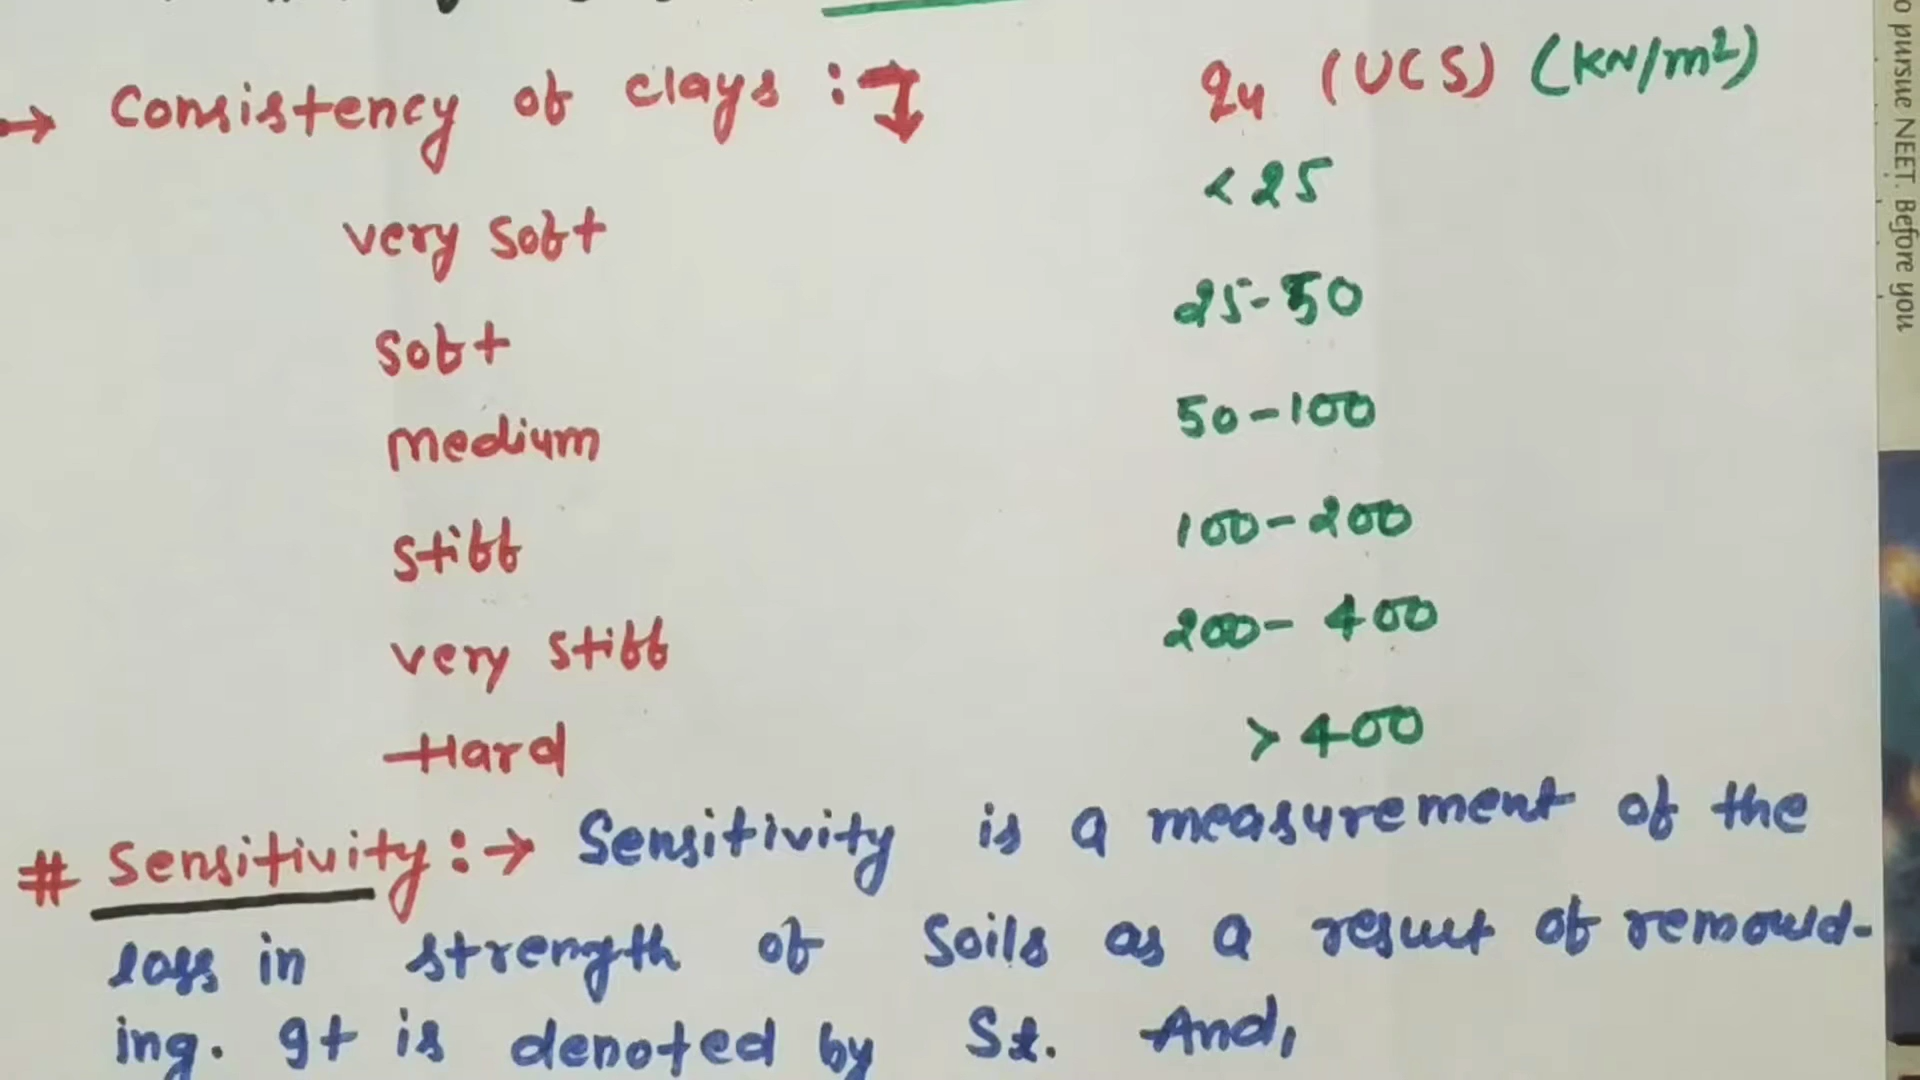 → Consistency of clays : qu (UCS) (KN/m²)
very soft < 25
soft 25-50
medium 50-100
stiff 100-200
very stiff 200-400
Hard > 400
# Sensitivity :→ Sensitivity is a measurement of the
loss in strength of soils as a result of remould-
ing. It is denoted by St. And,
o pursue NEET. Before you